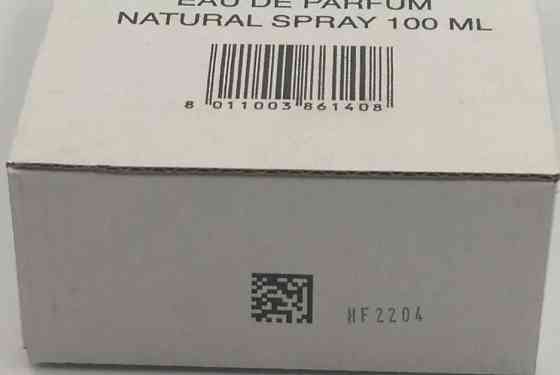 EAU DE PARFUM
NATURAL SPRAY 100 ML
8 011003 861408
HF2204